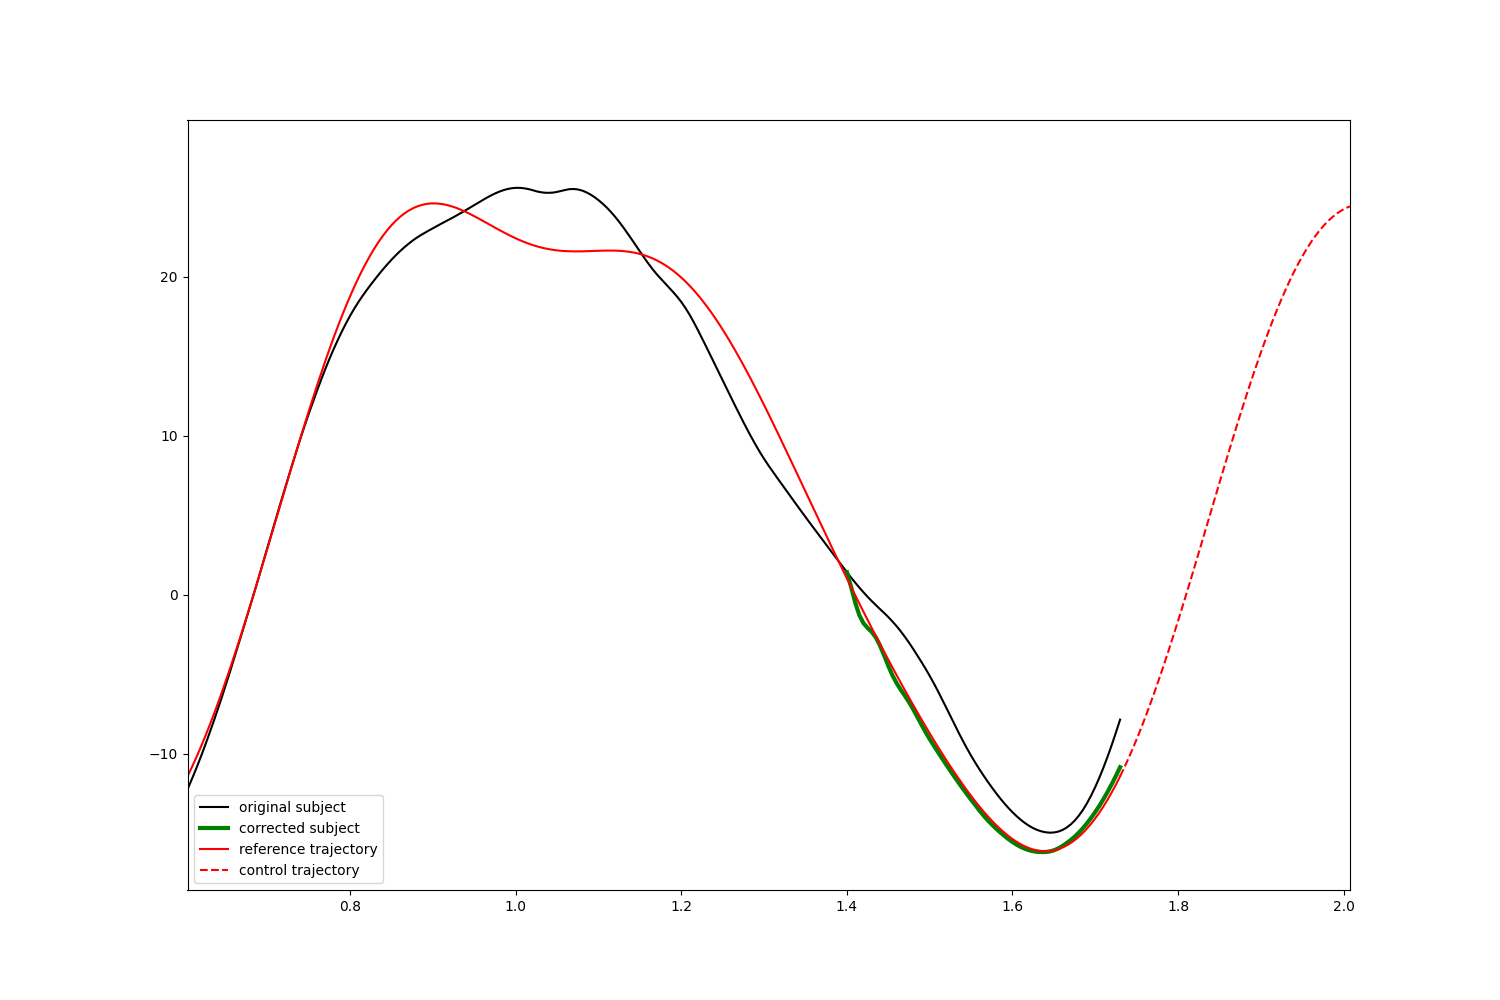 20
10
0
−10
original subject
corrected subject
reference trajectory
control trajectory
0.8 1.0 1.2 1.4 1.6 1.8 2.0